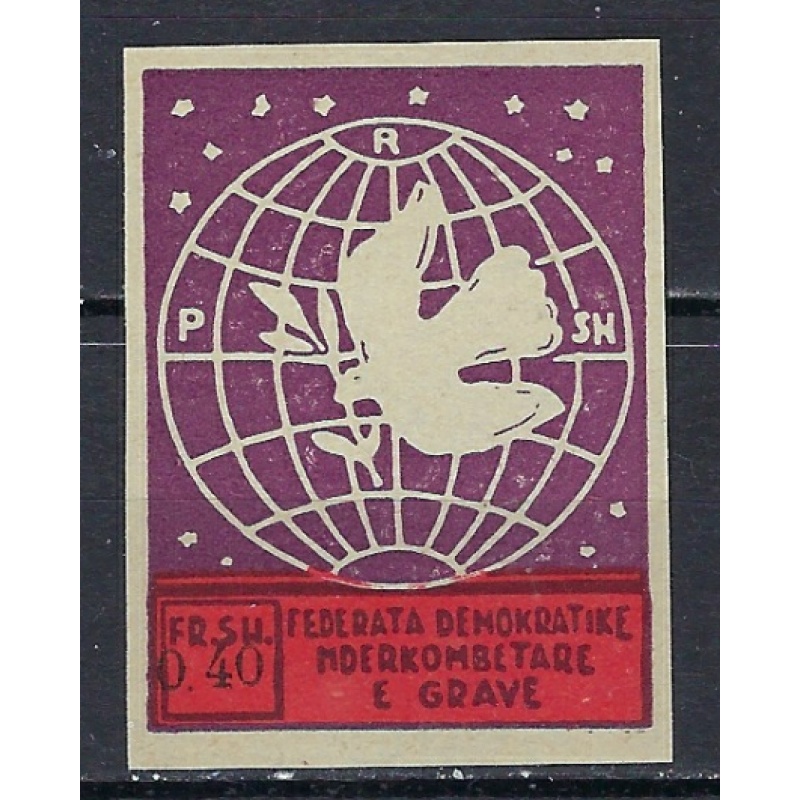 R
P SH
FR.SH.
0.40
FEDERATA DEMOKRATIKE
NDERKOMBETARE
E GRAVE